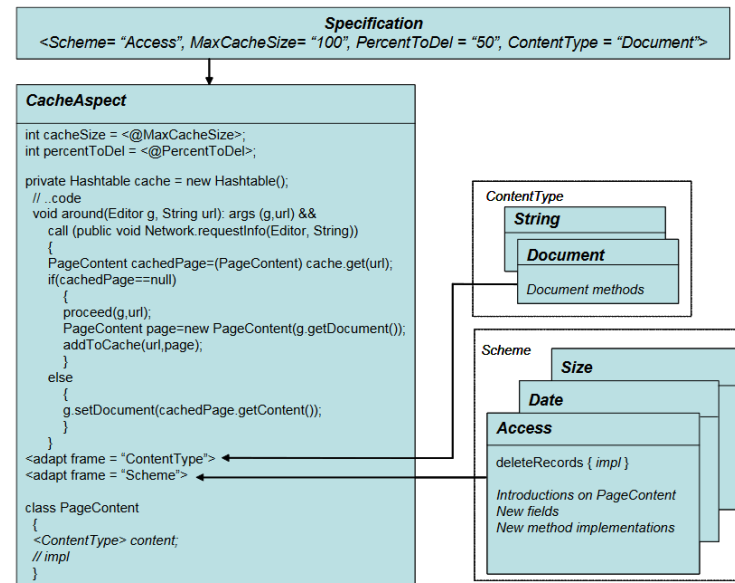 Specification
<Scheme= “Access”, MaxCacheSize= “100”, PercentToDel = “50”, ContentType = “Document”>
CacheAspect
int cacheSize = <@MaxCacheSize>;
int percentToDel = <@PercentToDel>;
private Hashtable cache = new Hashtable();
// ..code
void around(Editor g, String url): args (g,url) &&
call (public void Network.requestInfo(Editor, String))
{
PageContent cachedPage=(PageContent) cache.get(url);
if(cachedPage==null)
{
proceed(g,url);
PageContent page=new PageContent(g.getDocument());
addToCache(url,page);
}
else
{
g.setDocument(cachedPage.getContent());
}
}
<adapt frame = “ContentType”>
<adapt frame = “Scheme”>
class PageContent
{
<ContentType> content;
// impl
}
ContentType
String
Document
Document methods
Scheme
Size
Date
Access
deleteRecords { impl }
Introductions on PageContent
New fields
New method implementations